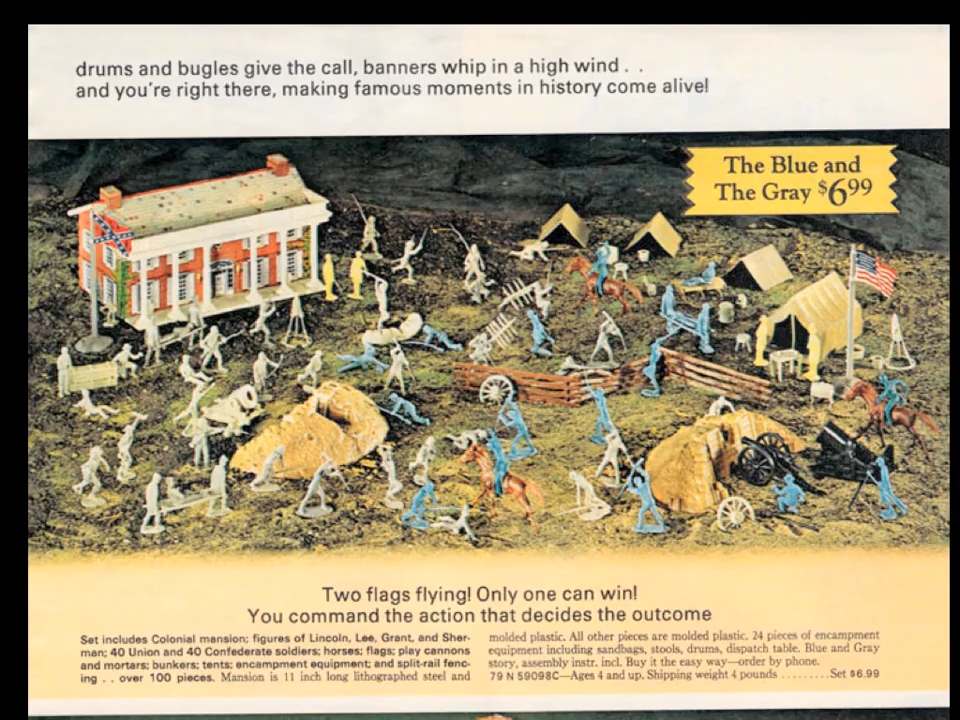 drums and bugles give the call, banners whip in a high wind . .
and you're right there, making famous moments in history come alive!
The Blue and
The Gray $6⁹⁹
Two flags flying! Only one can win!
You command the action that decides the outcome
Set includes Colonial mansion; figures of Lincoln, Lee, Grant, and Sher-
man; 40 Union and 40 Confederate soldiers; horses; flags; play cannons
and mortars; bunkers; tents; encampment equipment; and split-rail fenc-
ing . . over 100 pieces. Mansion is 11 inch long lithographed steel and
molded plastic. All other pieces are molded plastic. 24 pieces of encampment
equipment including sandbags, stools, drums, dispatch table. Blue and Gray
story, assembly instr. incl. Buy it the easy way—order by phone.
79 N 59098C—Ages 4 and up. Shipping weight 4 pounds . . . . . . . . . Set $6.99